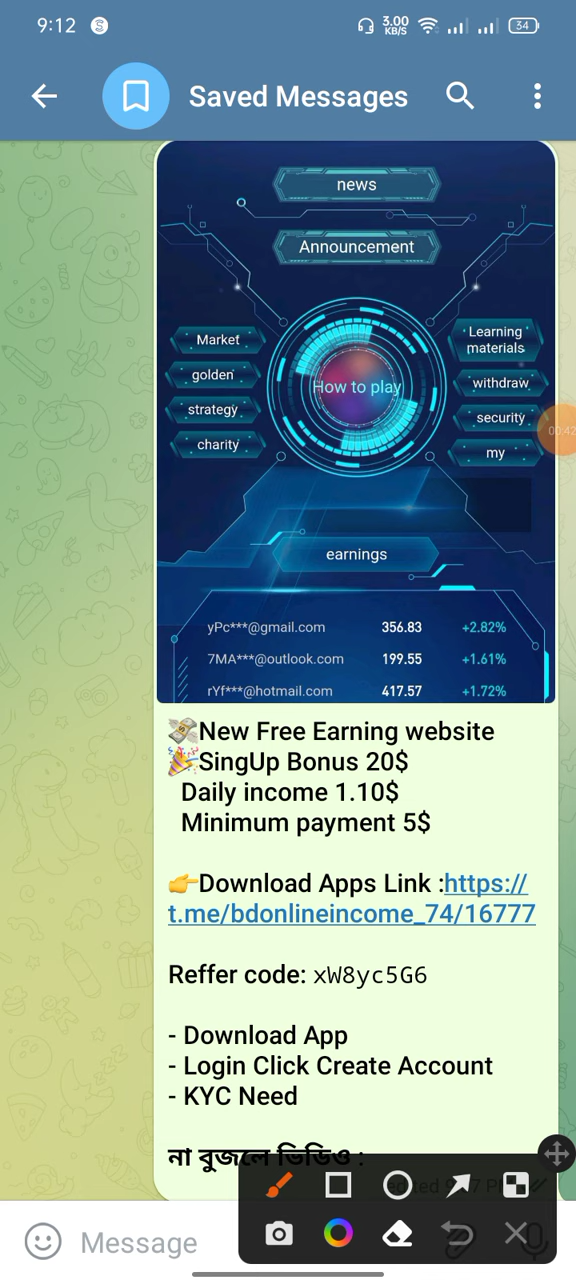 9:12
3.00
KB/S
34
Saved Messages
news
Announcement
Market
Learning
materials
golden
How to play
withdraw
strategy
security
charity
my
00:42
earnings
yPc***@gmail.com 356.83 +2.82%
7MA***@outlook.com 199.55 +1.61%
rYf***@hotmail.com 417.57 +1.72%
💸New Free Earning website
🎉SingUp Bonus 20$
Daily income 1.10$
Minimum payment 5$
👉Download Apps Link :https://
t.me/bdonlineincome_74/16777
Reffer code: xW8yc5G6
- Download App
- Login Click Create Account
- KYC Need
না বুজলে ভিডিও :
Message